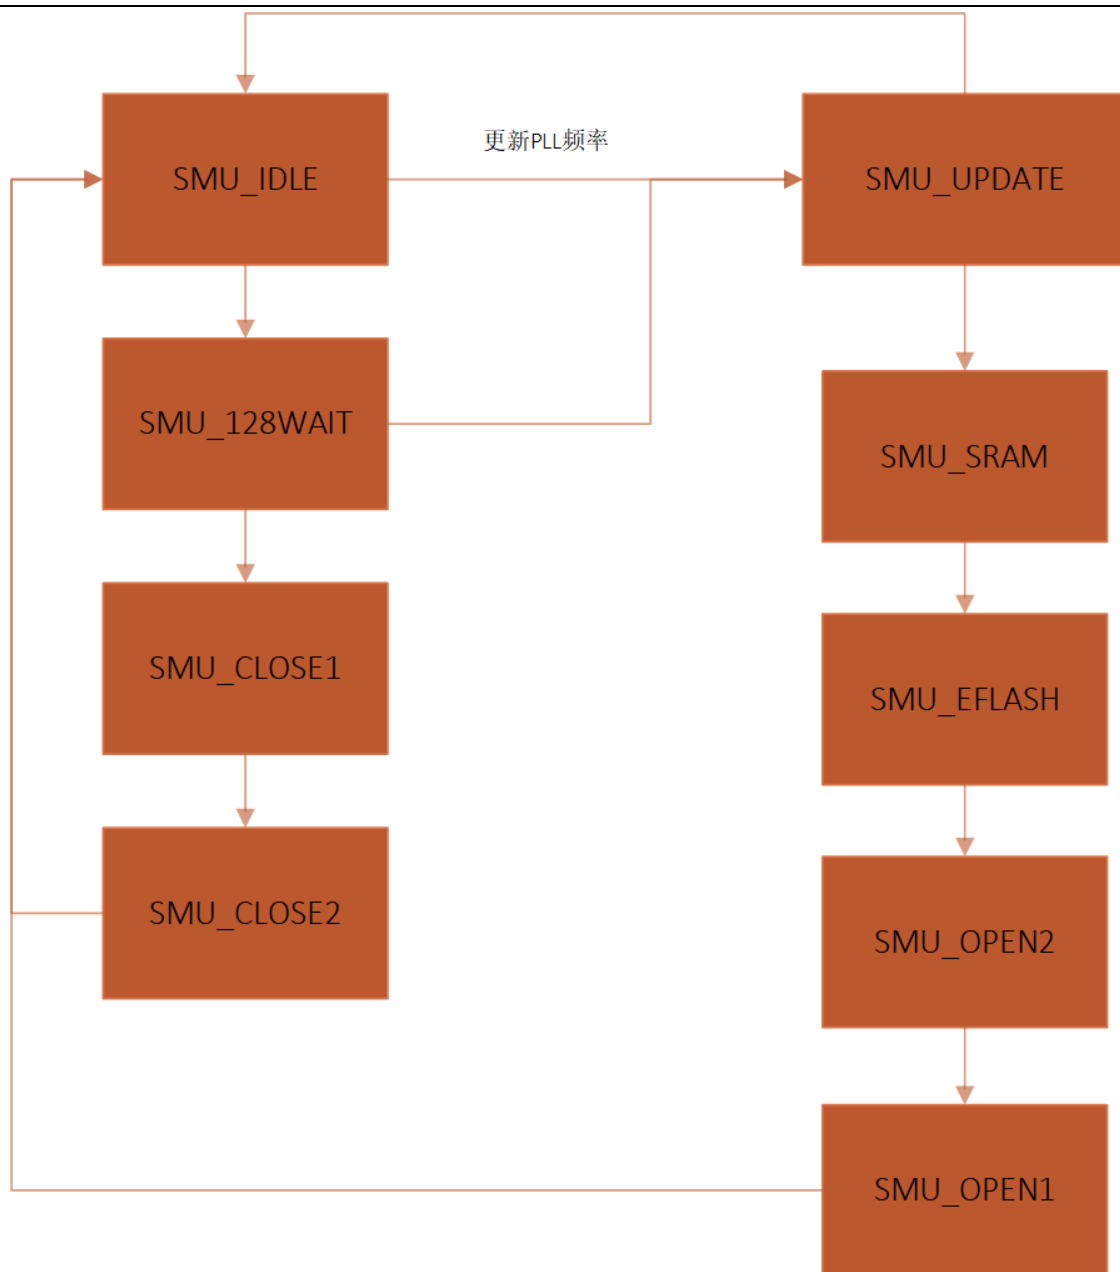 更新PLL频率
SMU_IDLE
SMU_UPDATE
SMU_128WAIT
SMU_SRAM
SMU_CLOSE1
SMU_EFLASH
SMU_CLOSE2
SMU_OPEN2
SMU_OPEN1